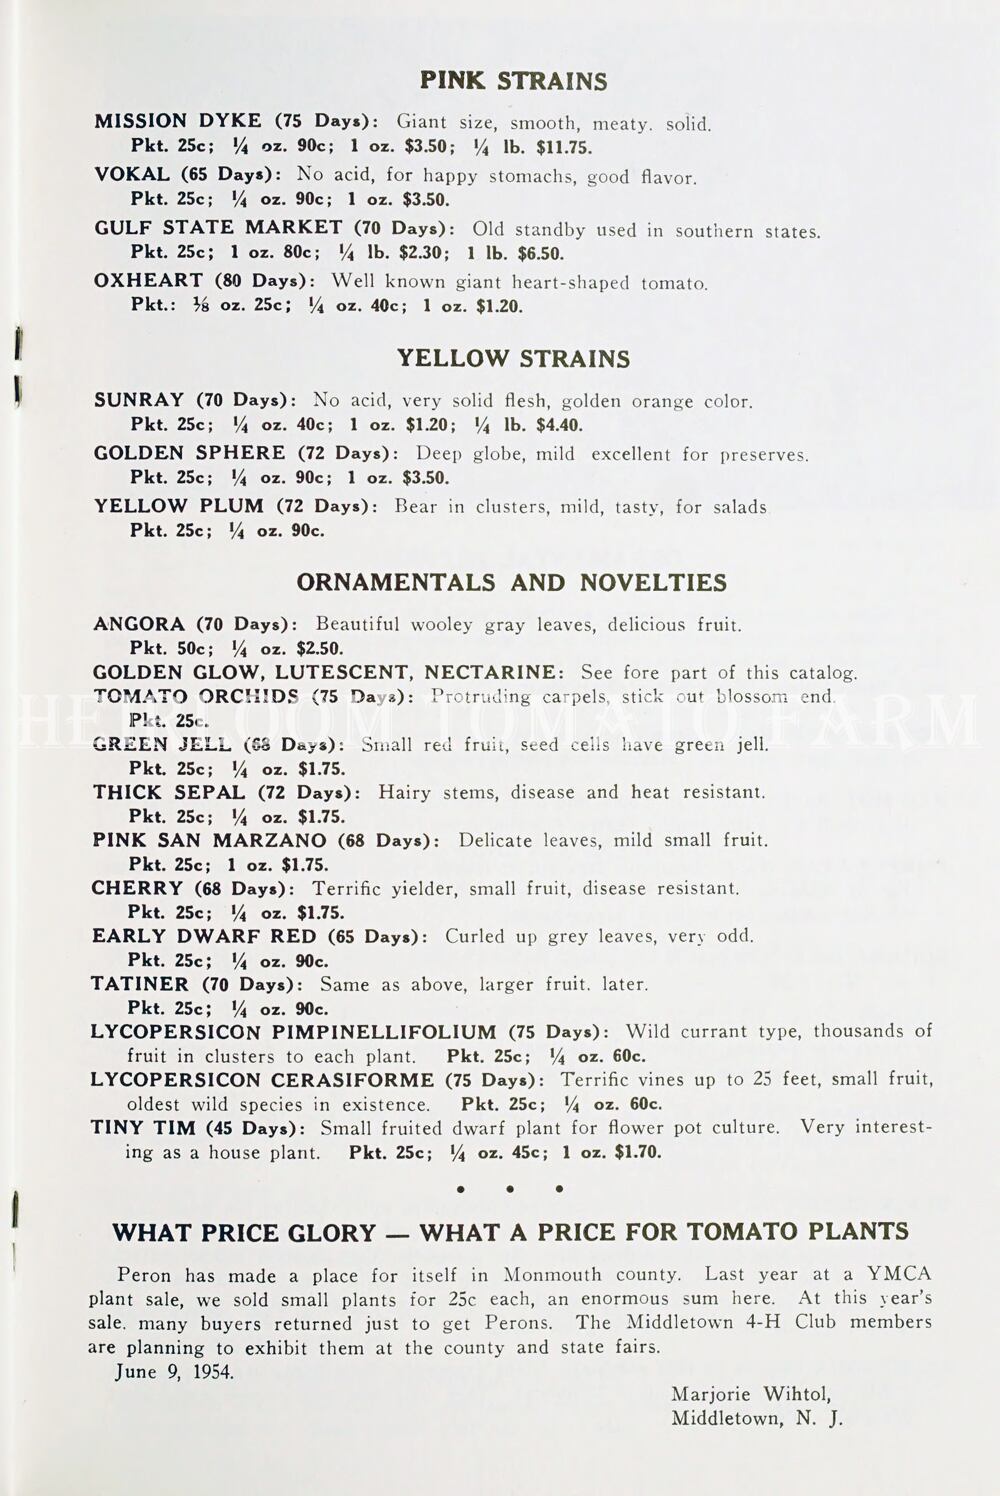 PINK STRAINS
MISSION DYKE (75 Days): Giant size, smooth, meaty. solid.
Pkt. 25c; ¼ oz. 90c; 1 oz. $3.50; ¼ lb. $11.75.
VOKAL (65 Days): No acid, for happy stomachs, good flavor.
Pkt. 25c; ¼ oz. 90c; 1 oz. $3.50.
GULF STATE MARKET (70 Days): Old standby used in southern states.
Pkt. 25c; 1 oz. 80c; ¼ lb. $2.30; 1 lb. $6.50.
OXHEART (80 Days): Well known giant heart-shaped tomato.
Pkt.: ⅛ oz. 25c; ¼ oz. 40c; 1 oz. $1.20.
YELLOW STRAINS
SUNRAY (70 Days): No acid, very solid flesh, golden orange color.
Pkt. 25c; ¼ oz. 40c; 1 oz. $1.20; ¼ lb. $4.40.
GOLDEN SPHERE (72 Days): Deep globe, mild excellent for preserves.
Pkt. 25c; ¼ oz. 90c; 1 oz. $3.50.
YELLOW PLUM (72 Days): Bear in clusters, mild, tasty, for salads
Pkt. 25c; ¼ oz. 90c.
ORNAMENTALS AND NOVELTIES
ANGORA (70 Days): Beautiful wooley gray leaves, delicious fruit.
Pkt. 50c; ¼ oz. $2.50.
GOLDEN GLOW, LUTESCENT, NECTARINE: See fore part of this catalog.
TOMATO ORCHIDS (75 Days): Protruding carpels, stick out blossom end.
HEIRLOOM TOMATO FARM
Pkt. 25c.
GREEN JELL (68 Days): Small red fruit, seed cells have green jell.
Pkt. 25c; ¼ oz. $1.75.
THICK SEPAL (72 Days): Hairy stems, disease and heat resistant.
Pkt. 25c; ¼ oz. $1.75.
PINK SAN MARZANO (68 Days): Delicate leaves, mild small fruit.
Pkt. 25c; 1 oz. $1.75.
CHERRY (68 Days): Terrific yielder, small fruit, disease resistant.
Pkt. 25c; ¼ oz. $1.75.
EARLY DWARF RED (65 Days): Curled up grey leaves, very odd.
Pkt. 25c; ¼ oz. 90c.
TATINER (70 Days): Same as above, larger fruit. later.
Pkt. 25c; ¼ oz. 90c.
LYCOPERSICON PIMPINELLIFOLIUM (75 Days): Wild currant type, thousands of
fruit in clusters to each plant. Pkt. 25c; ¼ oz. 60c.
LYCOPERSICON CERASIFORME (75 Days): Terrific vines up to 25 feet, small fruit,
oldest wild species in existence. Pkt. 25c; ¼ oz. 60c.
TINY TIM (45 Days): Small fruited dwarf plant for flower pot culture. Very interest-
ing as a house plant. Pkt. 25c; ¼ oz. 45c; 1 oz. $1.70.
• • •
WHAT PRICE GLORY — WHAT A PRICE FOR TOMATO PLANTS
Peron has made a place for itself in Monmouth county. Last year at a YMCA
plant sale, we sold small plants for 25c each, an enormous sum here. At this year's
sale. many buyers returned just to get Perons. The Middletown 4-H Club members
are planning to exhibit them at the county and state fairs.
June 9, 1954.
Marjorie Wihtol,
Middletown, N. J.